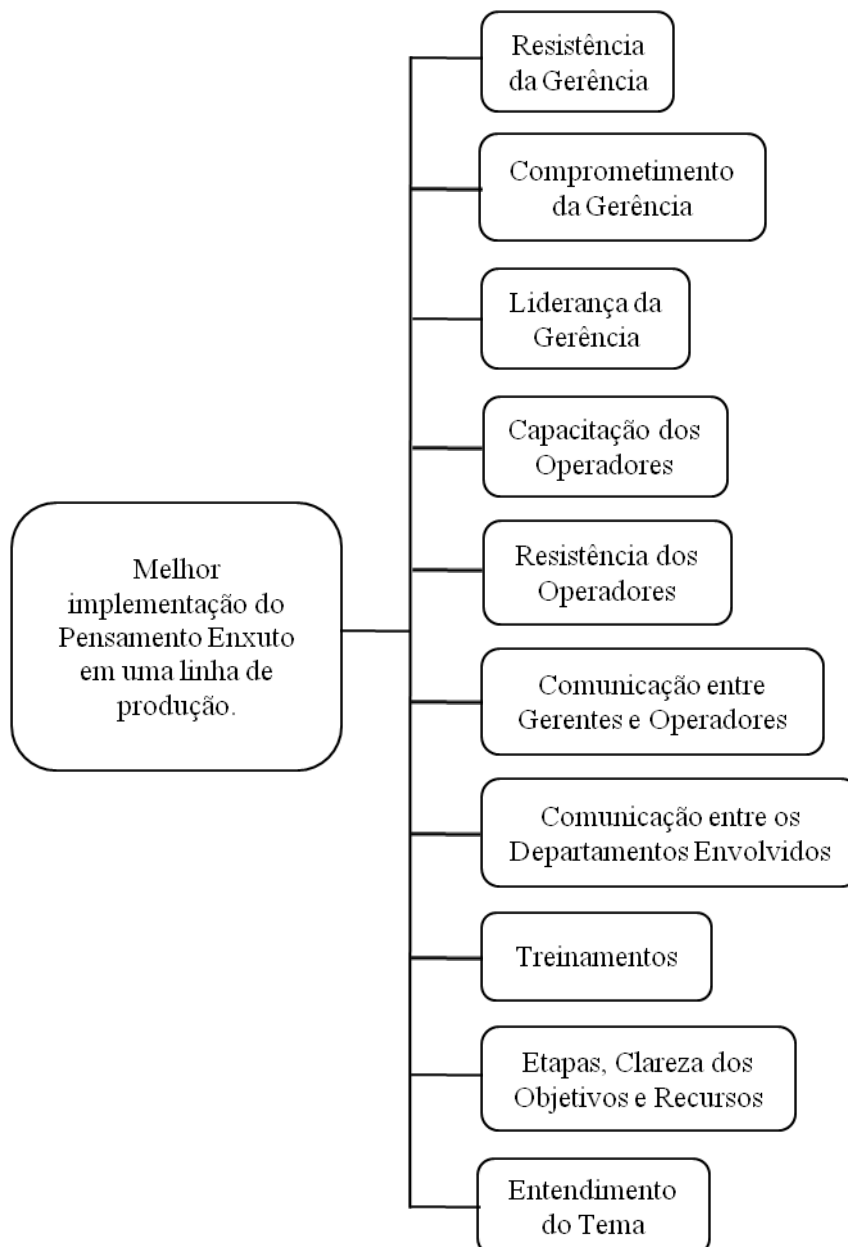 Resistência
da Gerência
Comprometimento
da Gerência
Liderança da
Gerência
Capacitação dos
Operadores
Melhor
implementação do
Pensamento Enxuto
em uma linha de
produção.
Resistência dos
Operadores
Comunicação entre
Gerentes e Operadores
Comunicação entre os
Departamentos Envolvidos
Treinamentos
Etapas, Clareza dos
Objetivos e Recursos
Entendimento
do Tema